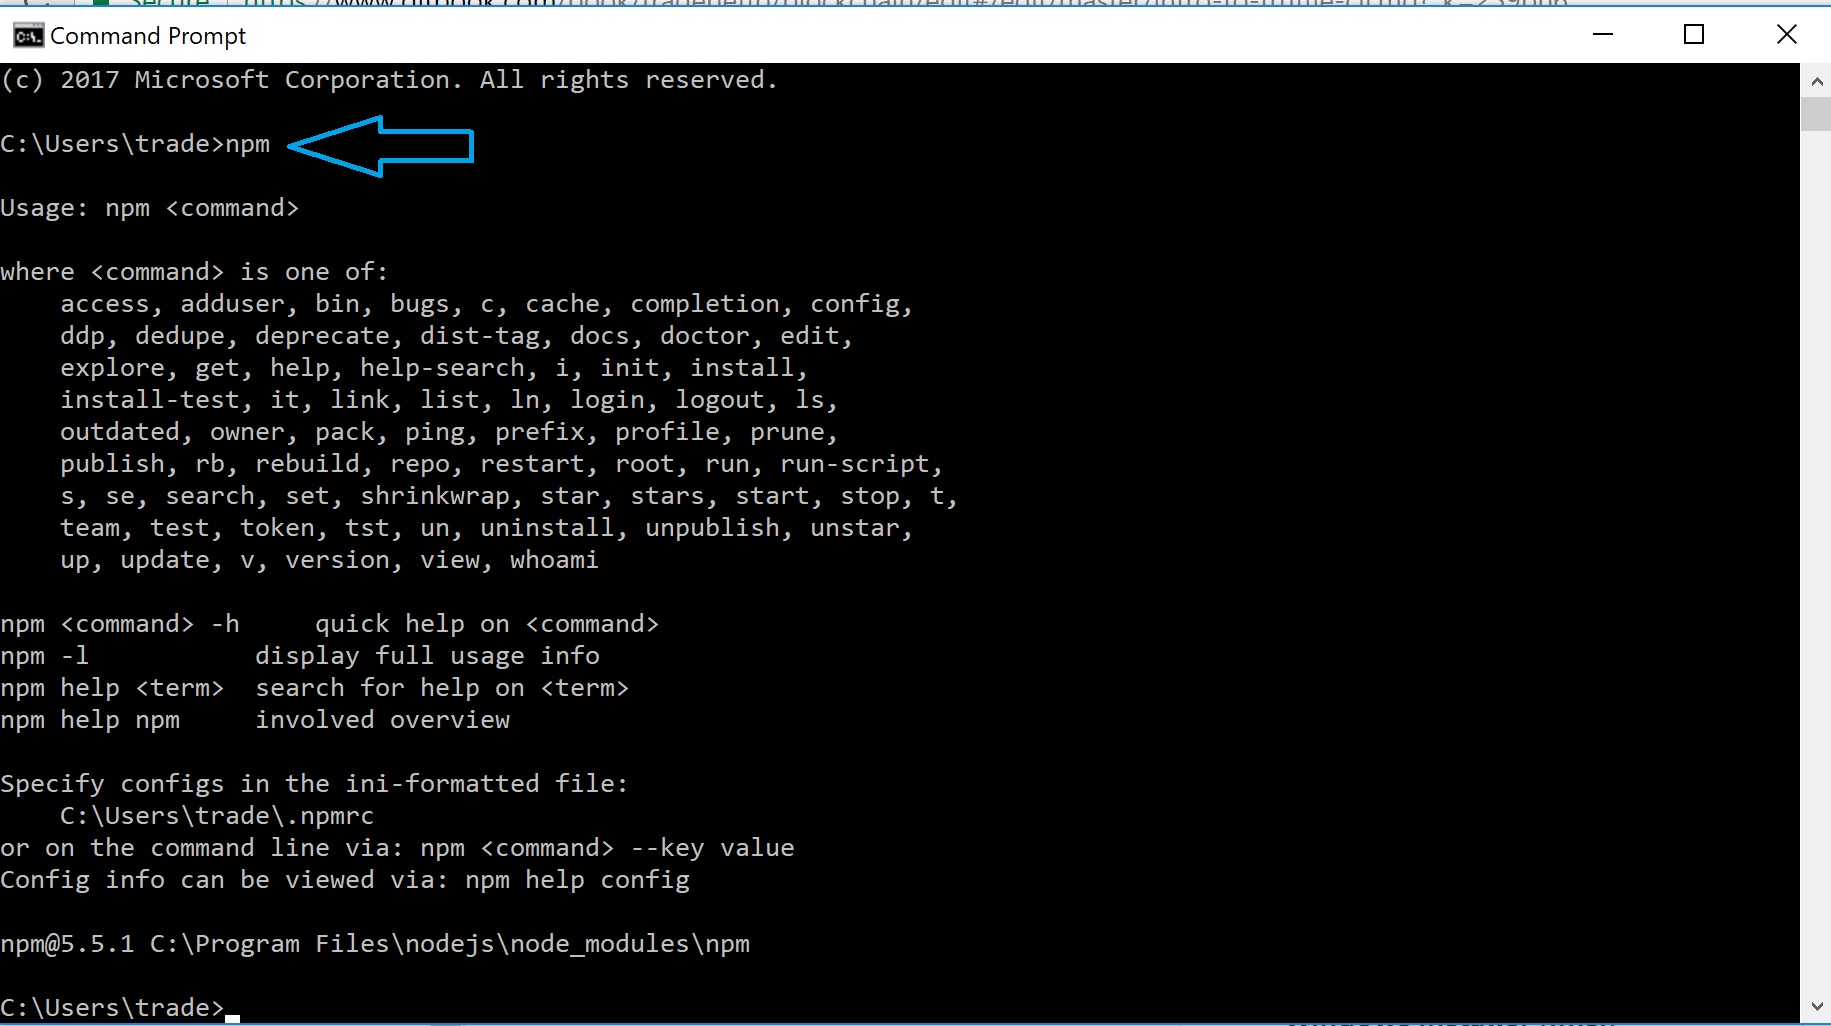 Command Prompt
(c) 2017 Microsoft Corporation. All rights reserved.
C:\Users\trade>npm
Usage: npm <command>
where <command> is one of:
access, adduser, bin, bugs, c, cache, completion, config,
ddp, dedupe, deprecate, dist-tag, docs, doctor, edit,
explore, get, help, help-search, i, init, install,
install-test, it, link, list, ln, login, logout, ls,
outdated, owner, pack, ping, prefix, profile, prune,
publish, rb, rebuild, repo, restart, root, run, run-script,
s, se, search, set, shrinkwrap, star, stars, start, stop, t,
team, test, token, tst, un, uninstall, unpublish, unstar,
up, update, v, version, view, whoami
npm <command> -h     quick help on <command>
npm -l           display full usage info
npm help <term>  search for help on <term>
npm help npm     involved overview
Specify configs in the ini-formatted file:
C:\Users\trade\.npmrc
or on the command line via: npm <command> --key value
Config info can be viewed via: npm help config
npm@5.5.1 C:\Program Files\nodejs\node_modules\npm
C:\Users\trade>